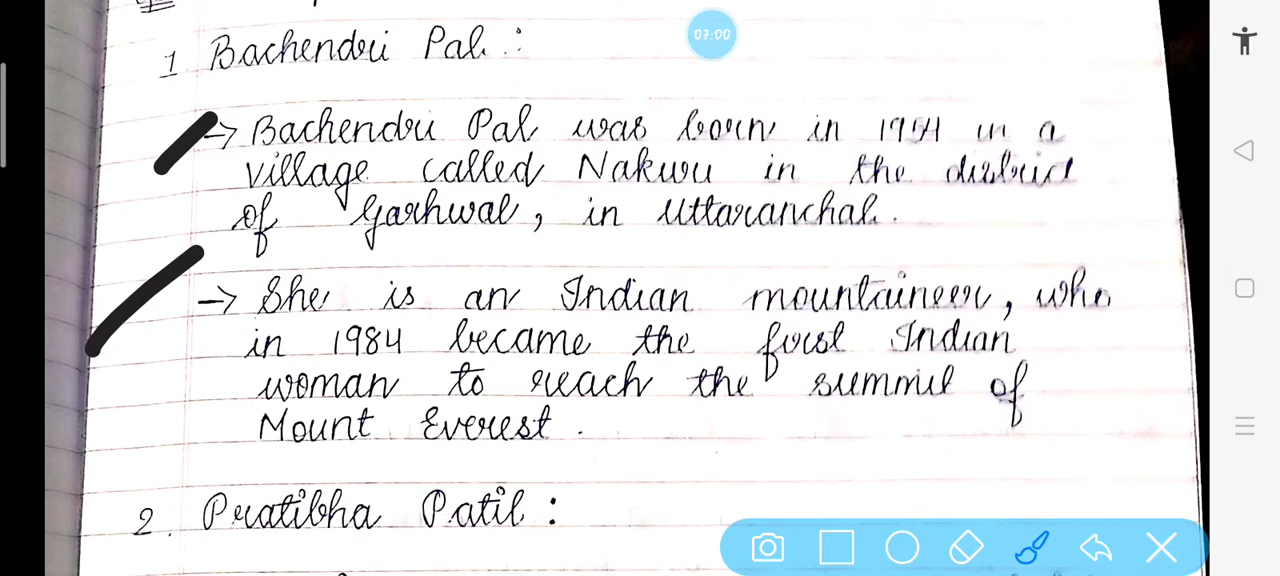 07:00
1 Bachendri Pal :
→ Bachendri Pal was born in 1954 in a
village called Nakuru in the district
of Garhwal, in Uttaranchal.
→ She is an Indian mountaineer, who
in 1984 became the first Indian
woman to reach the summit of
Mount Everest.
2. Pratibha Patil :